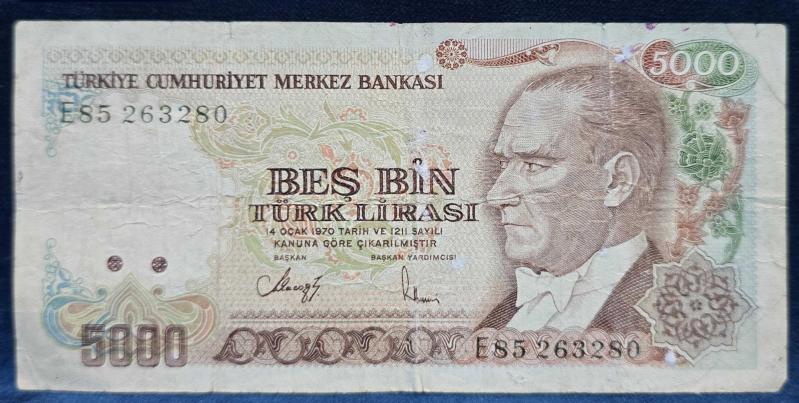 5000
TÜRKİYE CUMHURİYET MERKEZ BANKASI
E85 263280
BEŞ BİN
TÜRK LİRASI
14 OCAK 1970 TARİH VE 1211 SAYILI
KANUNA GÖRE ÇIKARILMIŞTIR
BAŞKAN BAŞKAN YARDIMCISI
5000
E85 263280